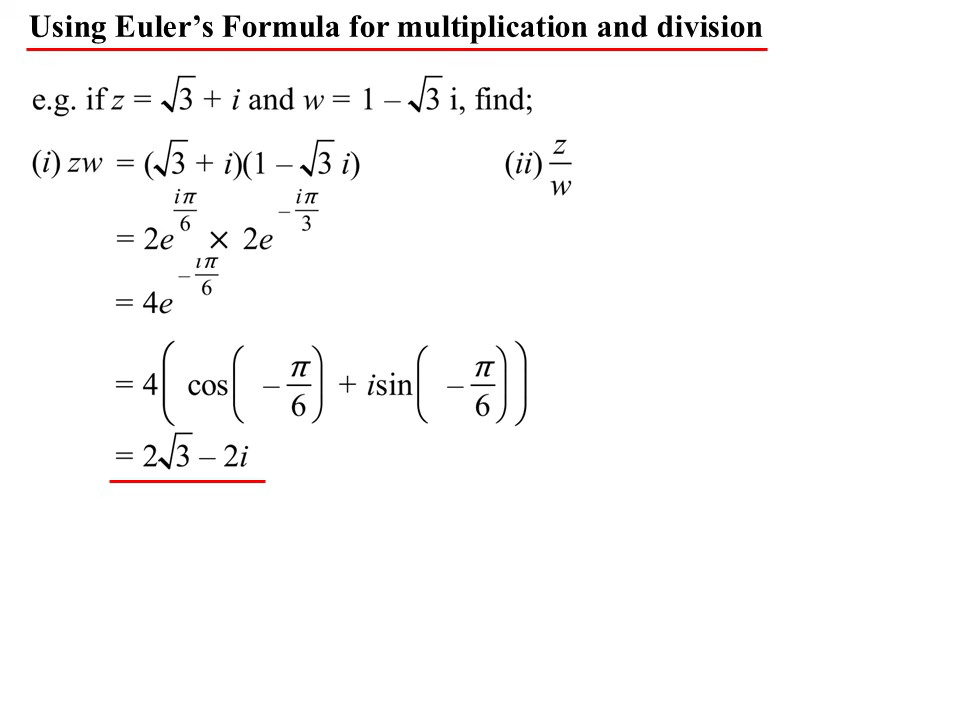 Using Euler’s Formula for multiplication and division
e.g. if z = √3 + i and w = 1 – √3 i, find;
(i) zw = (√3 + i)(1 – √3 i) (ii) z/w
= 2e^(iπ/6) × 2e^(–iπ/3)
= 4e^(–iπ/6)
= 4(cos(–π/6) + isin(–π/6))
= 2√3 – 2i